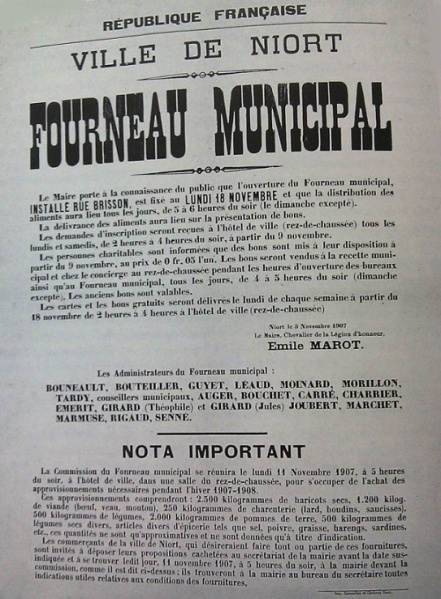 RÉPUBLIQUE FRANÇAISE
VILLE DE NIORT
FOURNEAU MUNICIPAL
Le Maire porte à la connaissance du public que l'ouverture du Fourneau municipal,
INSTALLE RUE BRISSON, est fixé au LUNDI 18 NOVEMBRE et que la distribution des
aliments aura lieu tous les jours, de 5 à 6 heures du soir (le dimanche excepté).
La délivrance des aliments aura lieu sur la présentation de bons.
Les demandes d'inscription seront reçues à l'hôtel de ville (rez-de-chaussée) tous les
lundis et samedis, de 2 heures à 4 heures du soir, à partir du 9 novembre.
Les personnes charitables sont informées que des bons sont mis à leur disposition à
partir du 9 novembre, au prix de 0 fr. 05 l'un. Les bons seront vendus à la recette muni-
cipal et chez le concierge au rez-de-chaussée pendant les heures d'ouverture des bureaux
ainsi qu'au Fourneau municipal, tous les jours, de 4 à 5 heures du soir (dimanche
excepté). Les anciens bons sont valables.
Les cartes et les bons gratuits seront délivrés le lundi de chaque semaine à partir du
18 novembre de 2 heures à 4 heures à l'hôtel de ville (rez-de-chaussée)
Niort le 3 Novembre 1907
Le Maire, Chevalier de la Légion d'honneur.
Emile MAROT.
Les Administrateurs du Fourneau municipal :
BOUNEAULT, BOUTEILLER, GUYET, LÉAUD, MOINARD, MORILLON,
TARDY, conseillers municipaux, AUGER, BOUCHET, CARRÉ, CHARRIER,
EMERIT, GIRARD (Théophile) et GIRARD (Jules) JOUBERT, MARCHET,
MARMUSE, RIGAUD, SENNÉ.
NOTA IMPORTANT
La Commission du Fourneau municipal se réunira le lundi 11 Novembre 1907, à 5 heures
du soir, à l'hôtel de ville, dans une salle du rez-de-chaussée, pour s'occuper de l'achat des
approvisionnements nécessaires pendant l'hiver 1907-1908.
Ces approvisionnements comprendront : 2.500 kilogrammes de haricots secs, 1.200 kilog.
de viande (bœuf, veau, mouton), 250 kilogrammes de charcuterie (lard, boudins, saucisses),
500 kilogrammes de légumes, 2.000 kilogrammes de pommes de terre, 500 kilogrammes de
légumes secs divers, articles divers d'épicerie tels que sel, poivre, graisse, harengs, sardines,
etc., ces quantités ne sont qu'approximatives et ne sont données qu'à titre d'indication.
Les commerçants de la ville de Niort, qui désireraient faire tout ou partie de ces fournitures,
sont invités à déposer leurs propositions cachetées au secrétariat de la mairie avant la date sus-
indiquée et à se trouver ledit jour, 11 novembre 1907, à 5 heures du soir, à la mairie devant la
commission, comme il est dit ci-dessus ; ils trouveront à la mairie au bureau du secrétaire toutes
indications utiles relatives aux conditions des fournitures.